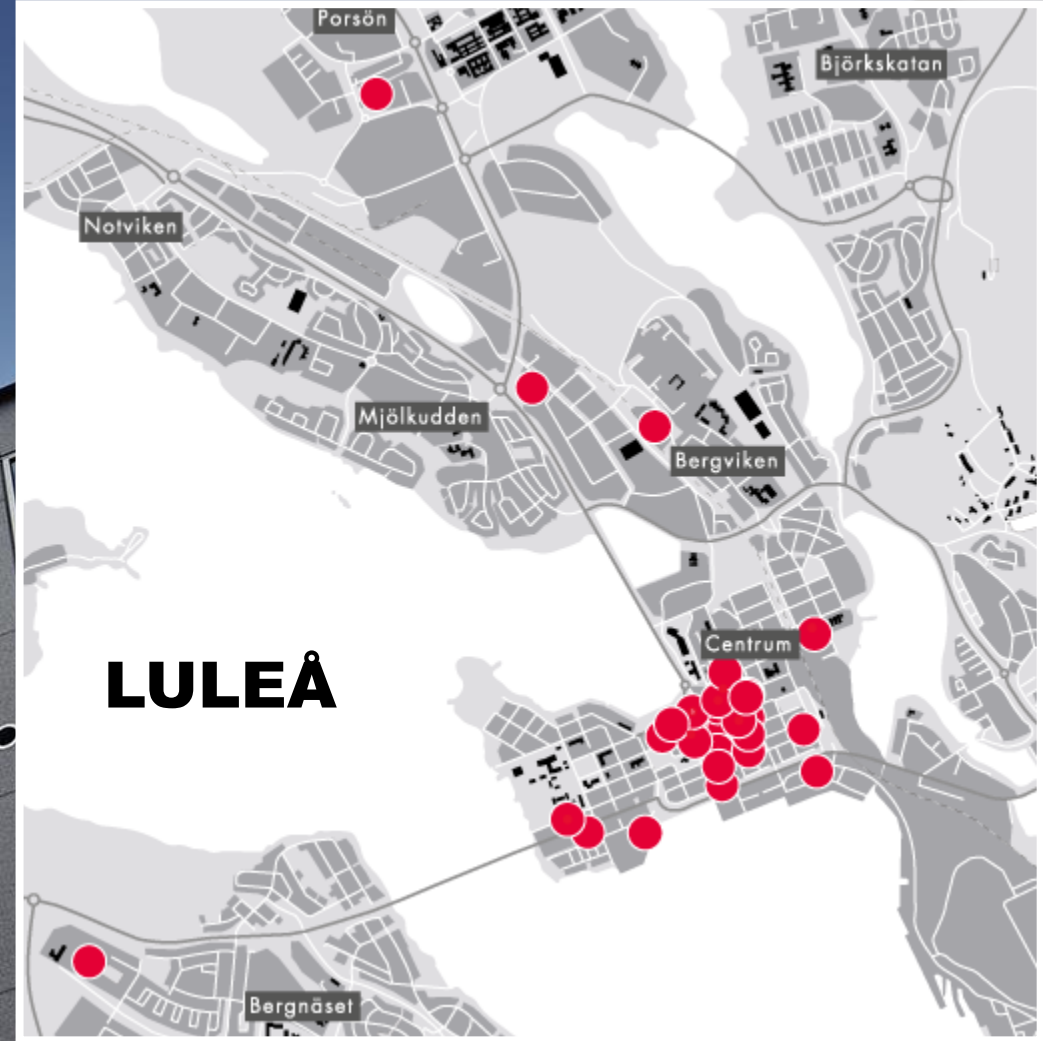 Porsön
Björkskatan
Notviken
Mjölkudden
Bergviken
Centrum
LULEÅ
Bergnäset